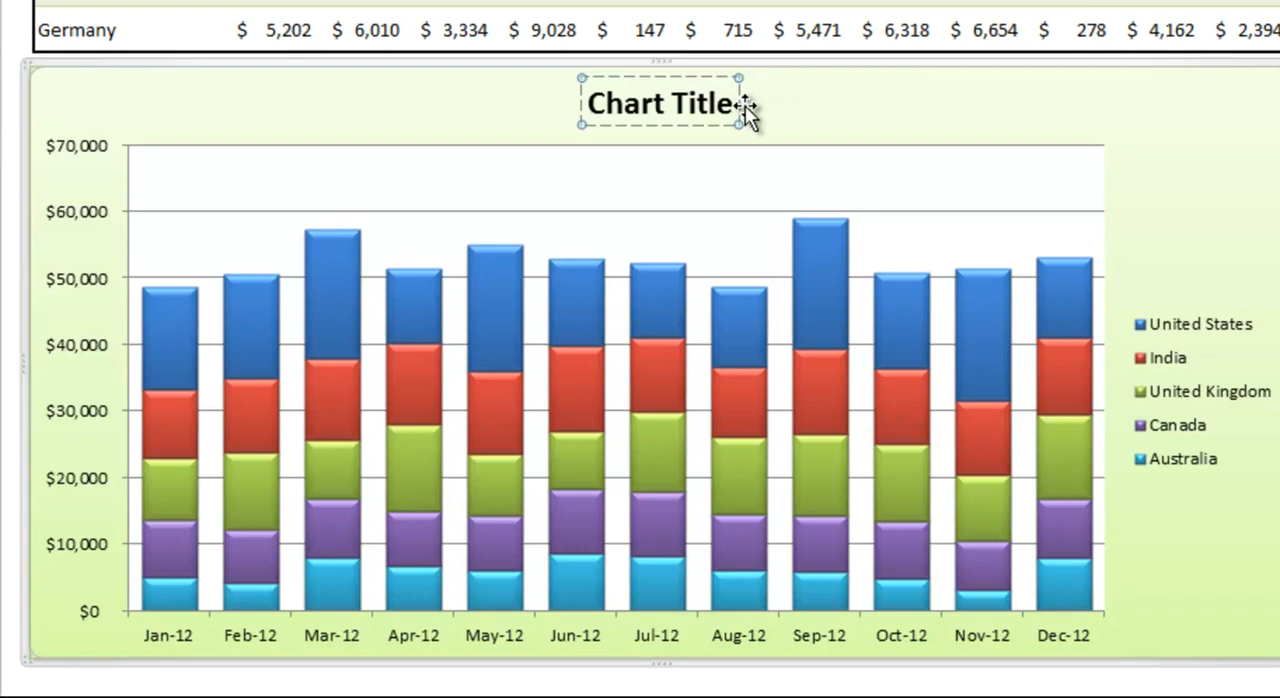 Germany $ 5,202 $ 6,010 $ 3,334 $ 9,028 $ 147 $ 715 $ 5,471 $ 6,318 $ 6,654 $ 278 $ 4,162 $ 2,394
Chart Title
$70,000
$60,000
$50,000
$40,000
$30,000
$20,000
$10,000
$0
Jan-12 Feb-12 Mar-12 Apr-12 May-12 Jun-12 Jul-12 Aug-12 Sep-12 Oct-12 Nov-12 Dec-12
United States
India
United Kingdom
Canada
Australia